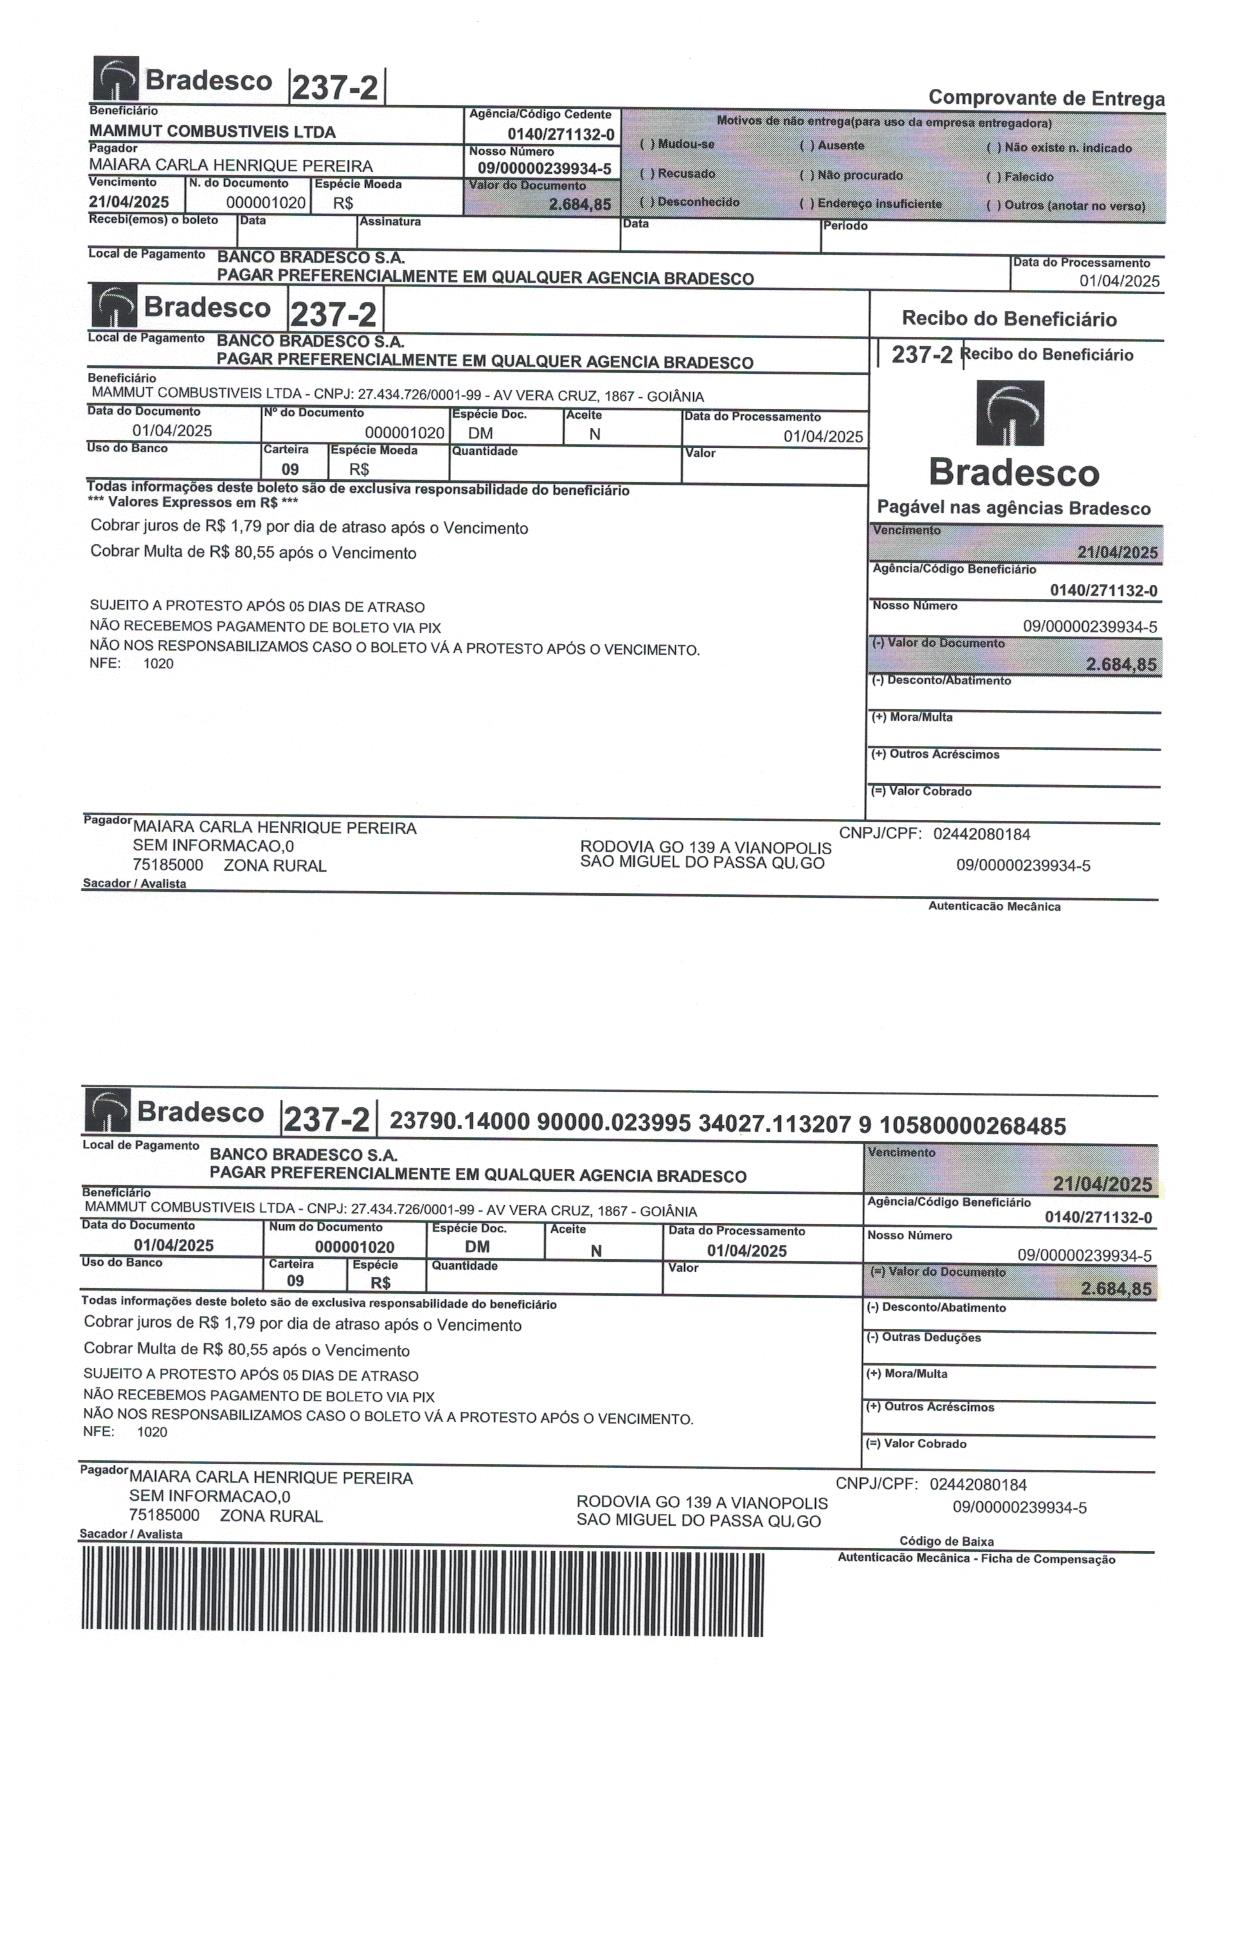 Bradesco 237-2
Comprovante de Entrega
Beneficiário
MAMMUT COMBUSTIVEIS LTDA
Agência/Código Cedente
0140/271132-0
Motivos de não entrega(para uso da empresa entregadora)
( ) Mudou-se ( ) Ausente ( ) Não existe n. indicado
( ) Recusado ( ) Não procurado ( ) Falecido
( ) Desconhecido ( ) Endereço insuficiente ( ) Outros (anotar no verso)
Pagador
MAIARA CARLA HENRIQUE PEREIRA
Nosso Número
09/00000239934-5
Vencimento N. do Documento Espécie Moeda Valor do Documento
21/04/2025 000001020 R$ 2.684,85
Recebi(emos) o boleto Data Assinatura Data Período
Local de Pagamento BANCO BRADESCO S.A.
PAGAR PREFERENCIALMENTE EM QUALQUER AGENCIA BRADESCO
Data do Processamento
01/04/2025
Bradesco 237-2
Recibo do Beneficiário
Local de Pagamento BANCO BRADESCO S.A.
PAGAR PREFERENCIALMENTE EM QUALQUER AGENCIA BRADESCO
237-2 Recibo do Beneficiário
Beneficiário
MAMMUT COMBUSTIVEIS LTDA - CNPJ: 27.434.726/0001-99 - AV VERA CRUZ, 1867 - GOIÂNIA
Data do Documento Nº do Documento Espécie Doc. Aceite Data do Processamento
01/04/2025 000001020 DM N 01/04/2025
Uso do Banco Carteira Espécie Moeda Quantidade Valor
09 R$
Bradesco
Pagável nas agências Bradesco
Todas informações deste boleto são de exclusiva responsabilidade do beneficiário
*** Valores Expressos em R$ ***
Cobrar juros de R$ 1,79 por dia de atraso após o Vencimento
Cobrar Multa de R$ 80,55 após o Vencimento
SUJEITO A PROTESTO APÓS 05 DIAS DE ATRASO
NÃO RECEBEMOS PAGAMENTO DE BOLETO VIA PIX
NÃO NOS RESPONSABILIZAMOS CASO O BOLETO VÁ A PROTESTO APÓS O VENCIMENTO.
NFE: 1020
Vencimento
21/04/2025
Agência/Código Beneficiário
0140/271132-0
Nosso Número
09/00000239934-5
(-) Valor do Documento
2.684,85
(-) Desconto/Abatimento
(+) Mora/Multa
(+) Outros Acréscimos
(=) Valor Cobrado
Pagador MAIARA CARLA HENRIQUE PEREIRA CNPJ/CPF: 02442080184
SEM INFORMACAO,0 RODOVIA GO 139 A VIANOPOLIS
75185000 ZONA RURAL SAO MIGUEL DO PASSA QU.GO 09/00000239934-5
Sacador / Avalista
Autenticacão Mecânica
Bradesco 237-2 23790.14000 90000.023995 34027.113207 9 10580000268485
Local de Pagamento BANCO BRADESCO S.A.
PAGAR PREFERENCIALMENTE EM QUALQUER AGENCIA BRADESCO
Vencimento
21/04/2025
Beneficiário
MAMMUT COMBUSTIVEIS LTDA - CNPJ: 27.434.726/0001-99 - AV VERA CRUZ, 1867 - GOIÂNIA
Agência/Código Beneficiário
0140/271132-0
Data do Documento Num do Documento Espécie Doc. Aceite Data do Processamento
01/04/2025 000001020 DM N 01/04/2025
Nosso Número
09/00000239934-5
Uso do Banco Carteira Espécie Quantidade Valor
09 R$
(=) Valor do Documento
2.684,85
Todas informações deste boleto são de exclusiva responsabilidade do beneficiário
Cobrar juros de R$ 1,79 por dia de atraso após o Vencimento
Cobrar Multa de R$ 80,55 após o Vencimento
SUJEITO A PROTESTO APÓS 05 DIAS DE ATRASO
NÃO RECEBEMOS PAGAMENTO DE BOLETO VIA PIX
NÃO NOS RESPONSABILIZAMOS CASO O BOLETO VÁ A PROTESTO APÓS O VENCIMENTO.
NFE: 1020
(-) Desconto/Abatimento
(-) Outras Deduções
(+) Mora/Multa
(+) Outros Acréscimos
(=) Valor Cobrado
Pagador MAIARA CARLA HENRIQUE PEREIRA CNPJ/CPF: 02442080184
SEM INFORMACAO,0 RODOVIA GO 139 A VIANOPOLIS 09/00000239934-5
75185000 ZONA RURAL SAO MIGUEL DO PASSA QU.GO
Sacador / Avalista
Código de Baixa
Autenticacão Mecânica - Ficha de Compensação